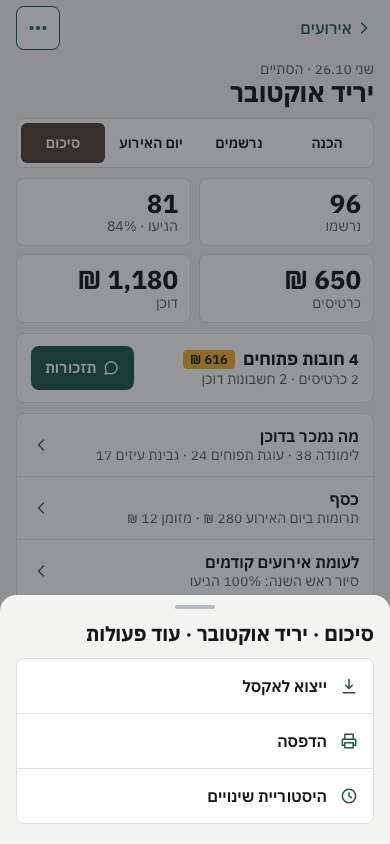 אירועים
שני 26.10 · הסתיים
יריד אוקטובר
הכנה
נרשמים
יום האירוע
סיכום
96
נרשמו
81
הגיעו · 84%
650 ₪
כרטיסים
1,180 ₪
דוכן
4 חובות פתוחים
616 ₪
2 כרטיסים · 2 חשבונות דוכן
תזכורות
מה נמכר בדוכן
לימונדה 38 · עוגת תפוחים 24 · גבינת עיזים 17
כסף
תרומות ביום האירוע 280 ₪ · מזומן 12 ₪
לעומת אירועים קודמים
סיור ראש השנה: 100% הגיעו
סיכום · יריד אוקטובר · עוד פעולות
ייצוא לאקסל
הדפסה
היסטוריית שינויים